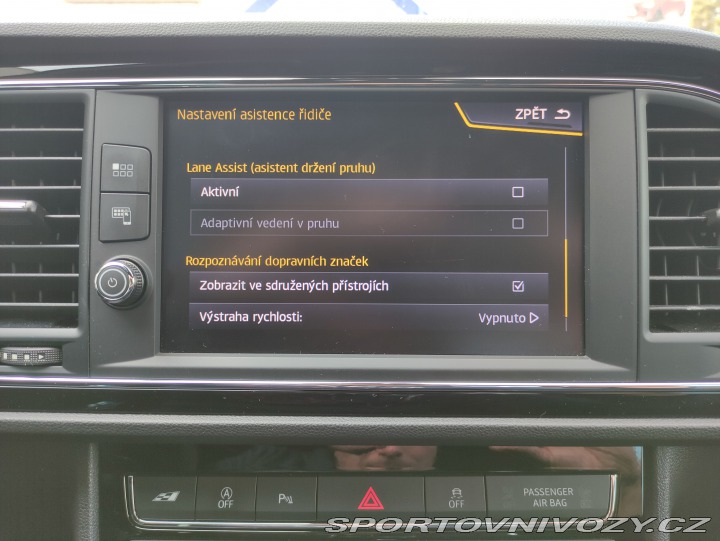 Nastavení asistence řidiče
ZPĚT
Lane Assist (asistent držení pruhu)
Aktivní
Adaptivní vedení v pruhu
Rozpoznávání dopravních značek
Zobrazit ve sdružených přístrojích
Výstraha rychlosti: Vypnuto
A OFF
P
OFF
PASSENGER
AIR BAG
SPORTOVNIVOZY.CZ